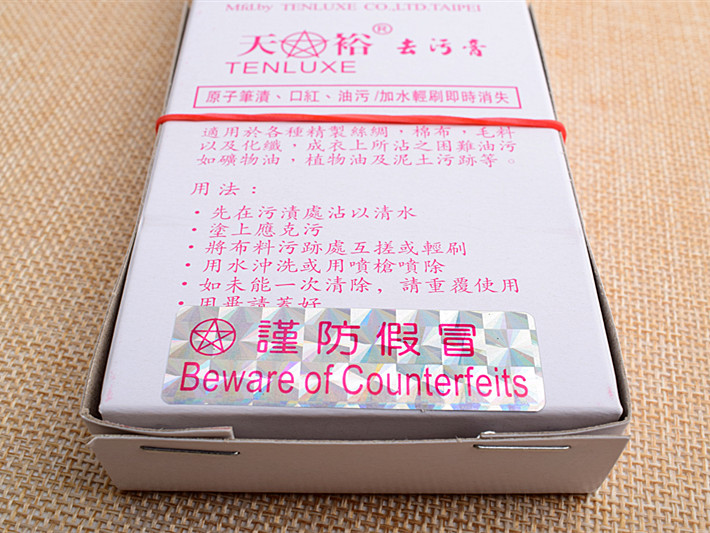 Mfd.by TENLUXE CO.,LTD.TAIPEI
天裕® 去污膏
TENLUXE
原子筆漬、口紅、油污/加水輕刷即時消失
適用於各種精製絲綢，棉布，毛料
以及化纖，成衣上所沾之困難油污
如礦物油，植物油及泥土污跡等。
用法：
·先在污漬處沾以清水
·塗上應克污
·將布料污跡處互搓或輕刷
·用水沖洗或用噴槍噴除
·如未能一次清除，請重覆使用
·用畢請蓋好
謹防假冒
Beware of Counterfeits